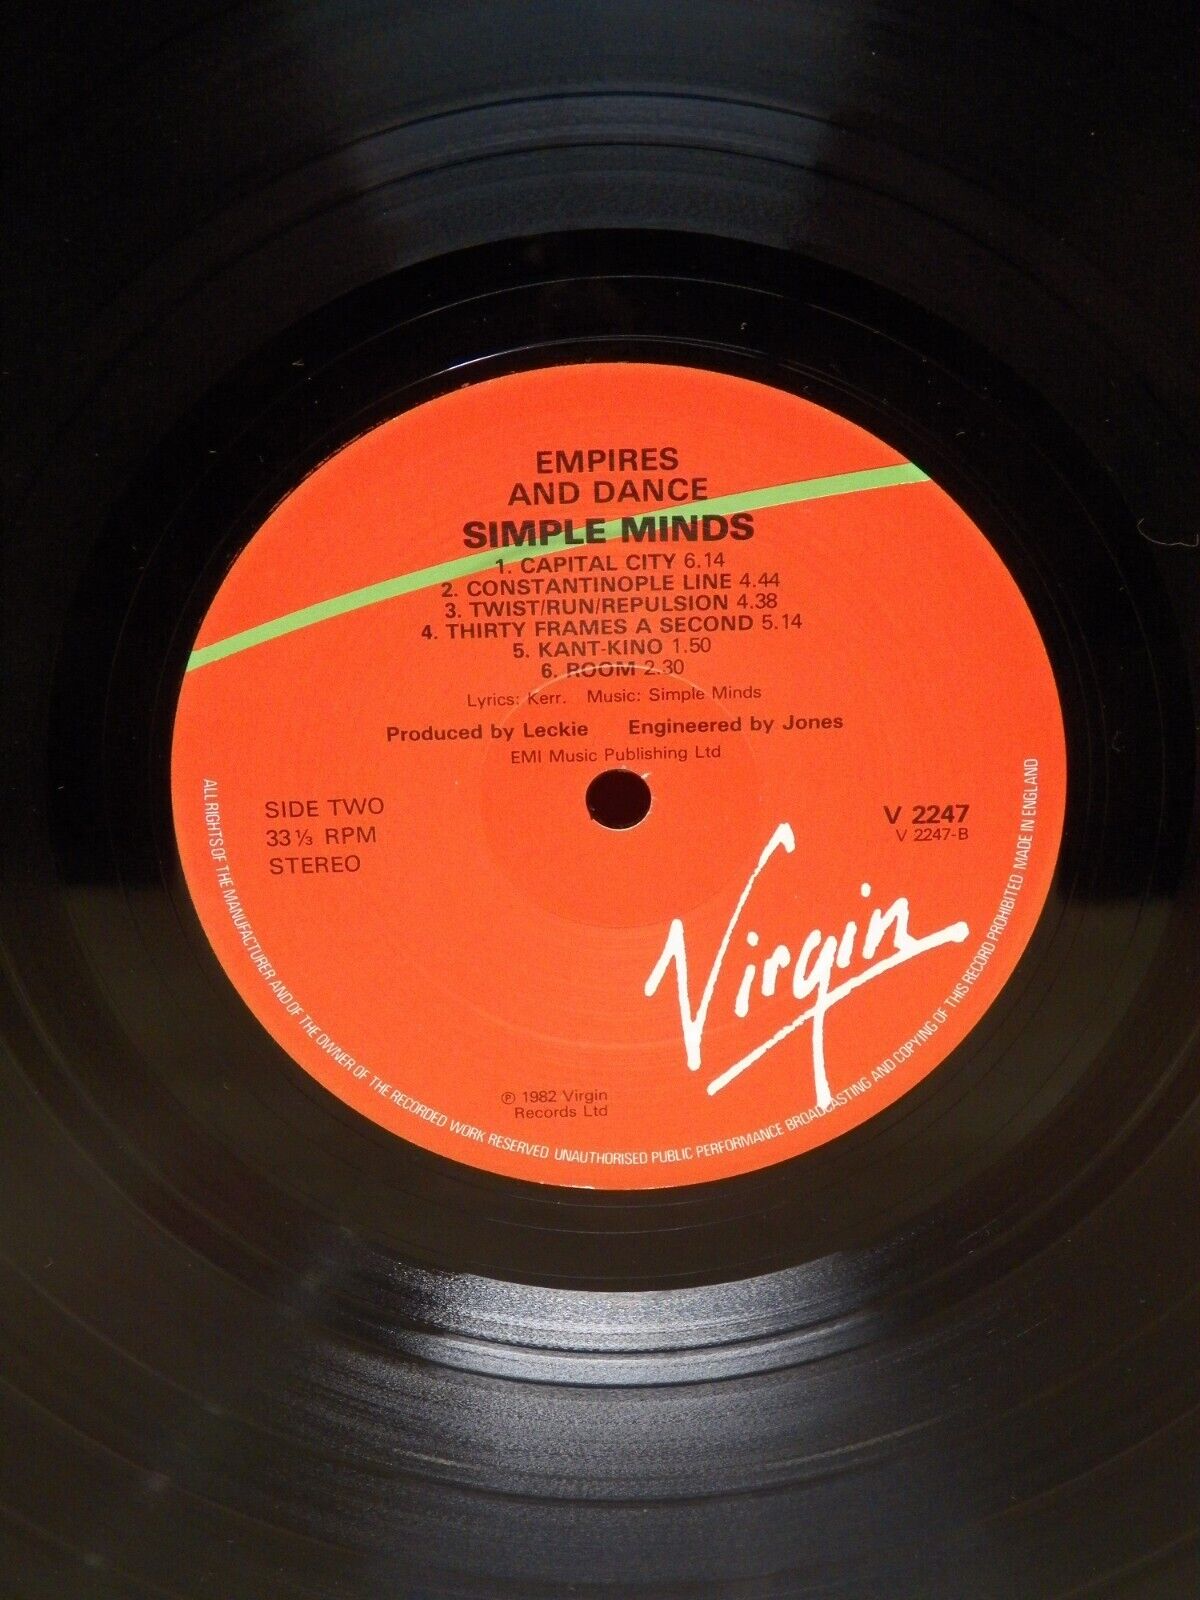 EMPIRES
AND DANCE
SIMPLE MINDS
1. CAPITAL CITY 6.14
2. CONSTANTINOPLE LINE 4.44
3. TWIST/RUN/REPULSION 4.38
4. THIRTY FRAMES A SECOND 5.14
5. KANT-KINO 1.50
6. ROOM 2.30
Lyrics: Kerr. Music: Simple Minds
Produced by Leckie Engineered by Jones
EMI Music Publishing Ltd
SIDE TWO
33⅓ RPM
STEREO
V 2247
V 2247-B
Virgin
℗ 1982 Virgin
Records Ltd
ALL RIGHTS OF THE MANUFACTURER AND OF THE OWNER OF THE RECORDED WORK RESERVED UNAUTHORISED PUBLIC PERFORMANCE BROADCASTING AND COPYING OF THIS RECORD PROHIBITED MADE IN ENGLAND